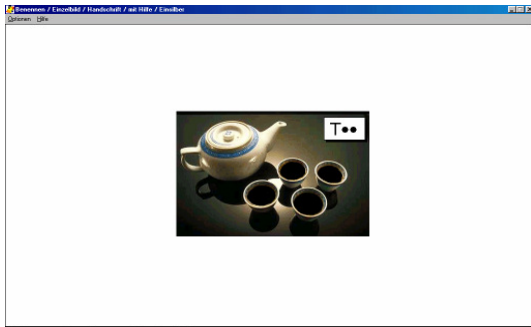 Benennen / Einzelbild / Handschrift / mit Hilfe / Einsilber
Optionen Hilfe
T●●